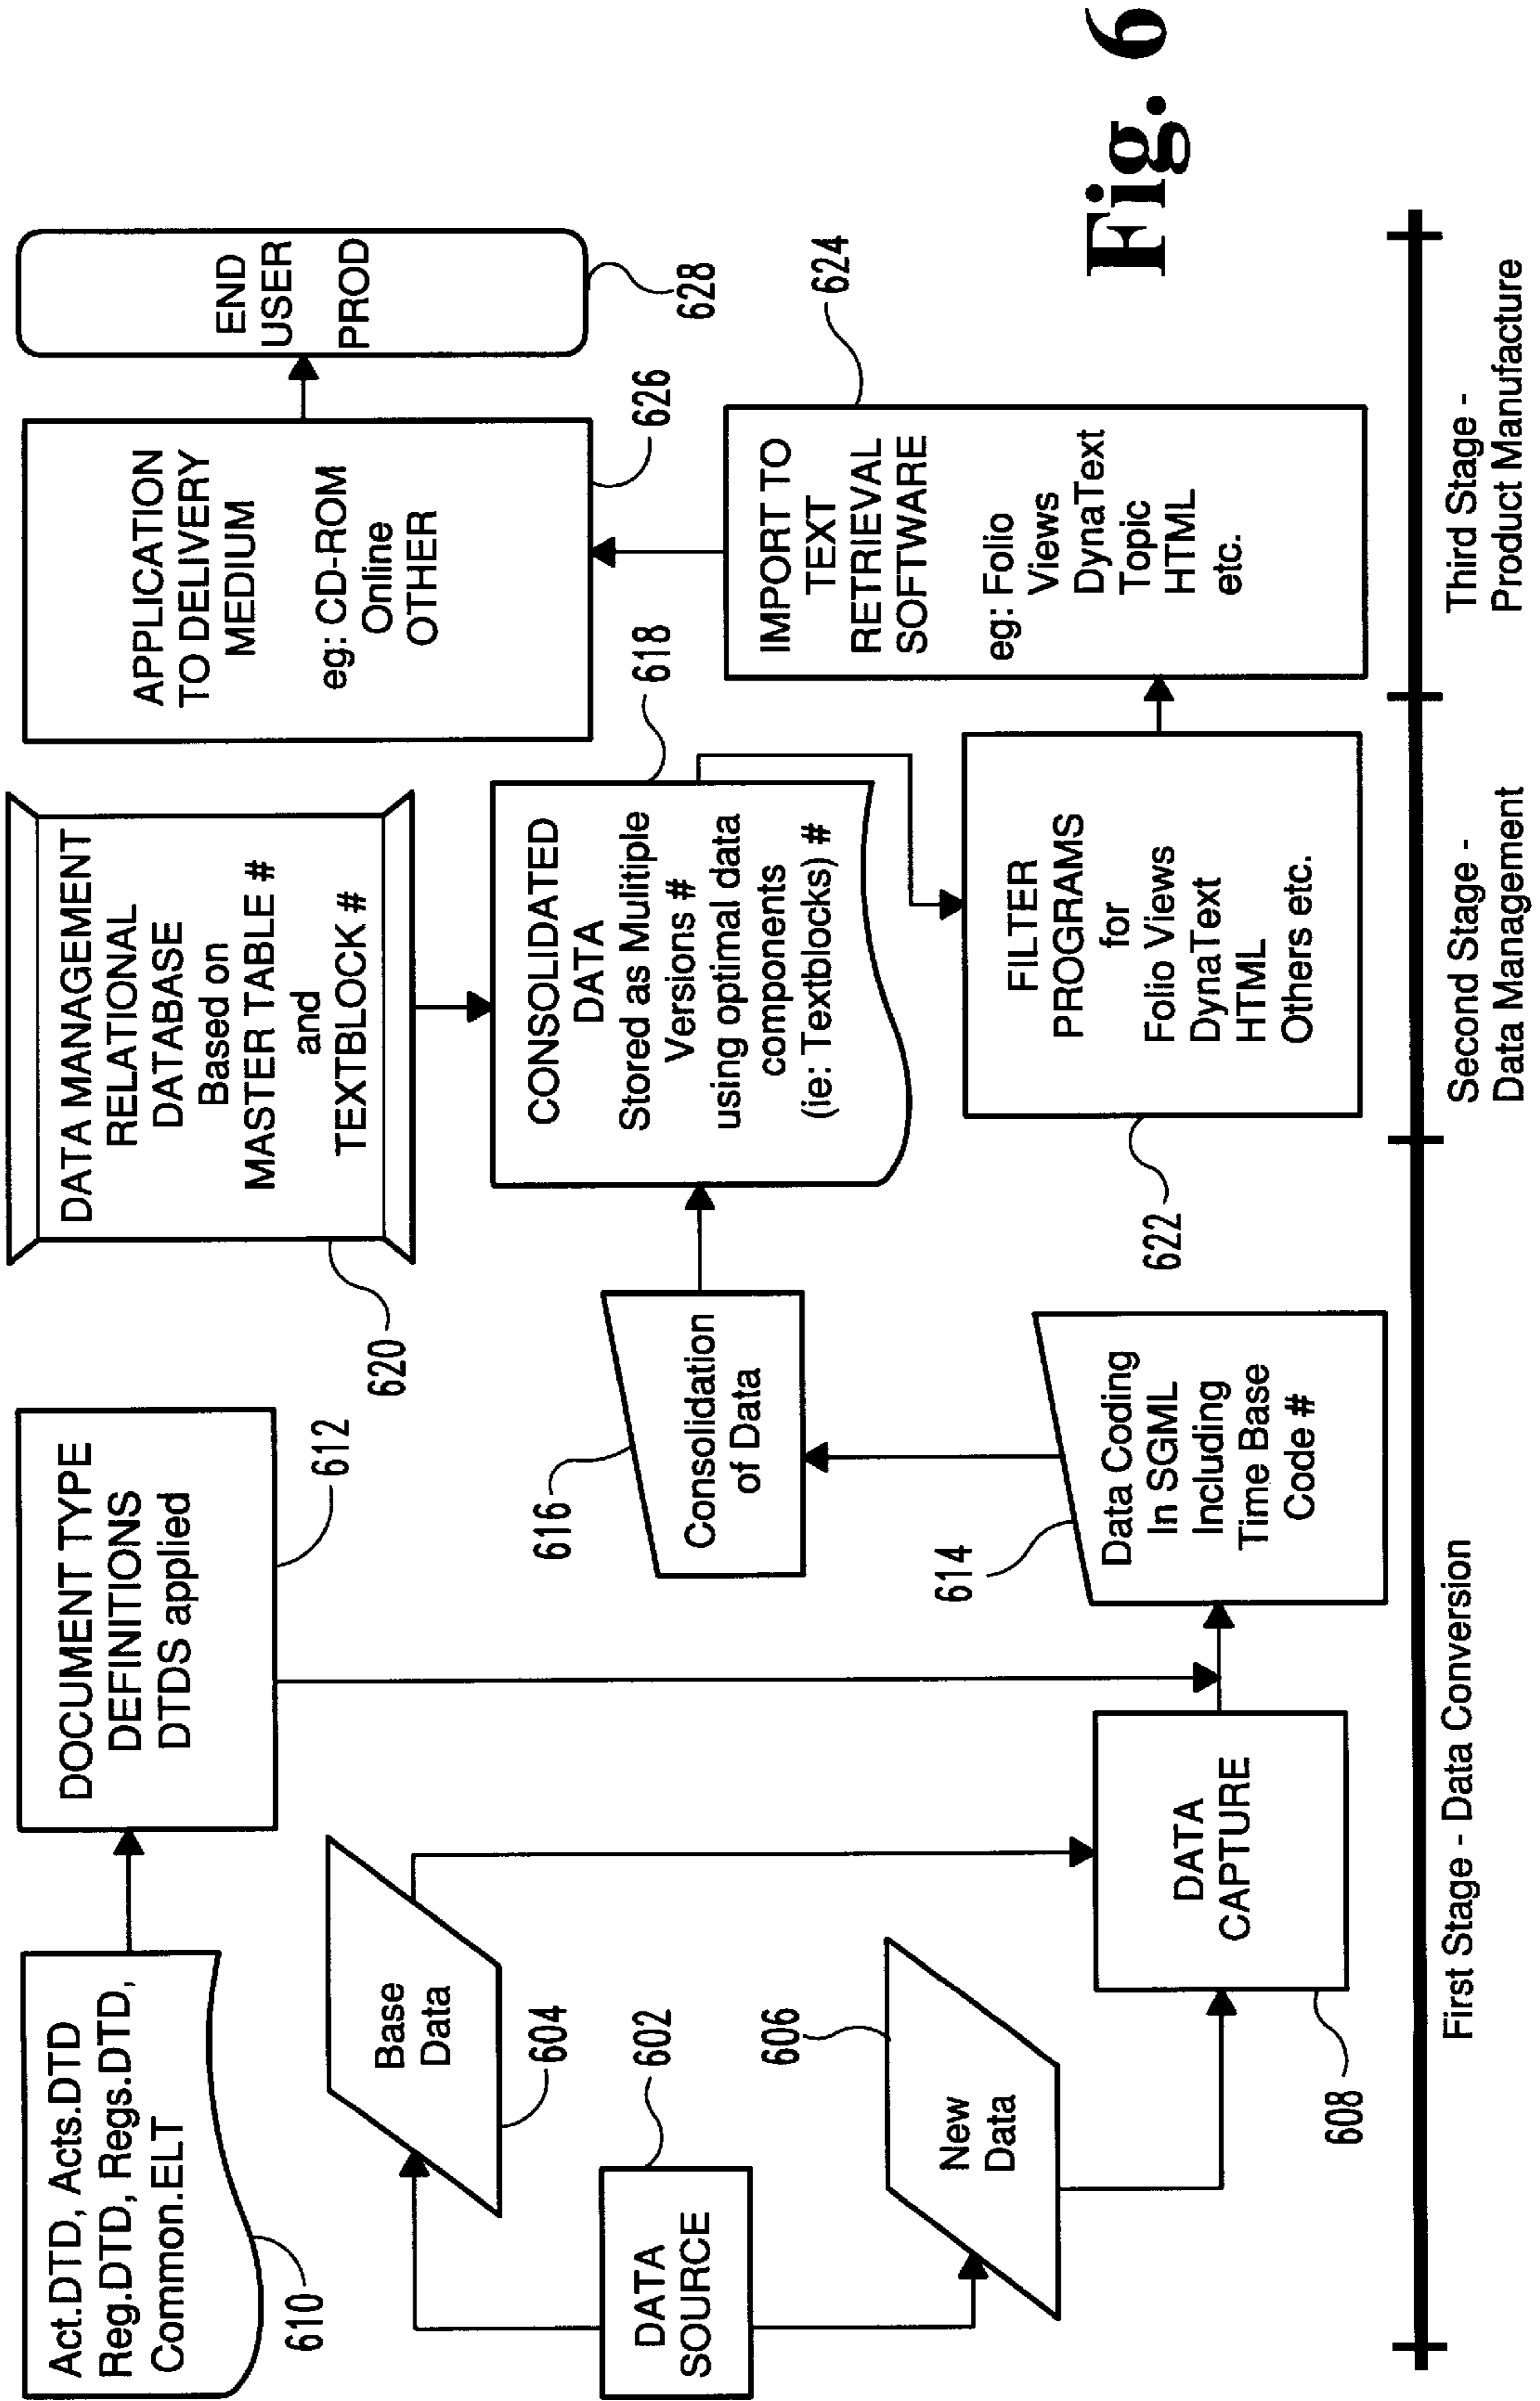 Act.DTD, Acts.DTD
Reg.DTD, Regs.DTD,
Common.ELT
610
DOCUMENT TYPE
DEFINITIONS
DTDS applied
612
DATA SOURCE
602
Base
Data
604
New
Data
606
DATA
CAPTURE
608
Data Coding
In SGML
Including
Time Base
Code #
614
Consolidation
of Data
616
DATA MANAGEMENT
RELATIONAL
DATABASE
Based on
MASTER TABLE #
and
TEXTBLOCK #
620
CONSOLIDATED
DATA
Stored as Mulitiple
Versions #
using optimal data
components
(ie: Textblocks) #
618
FILTER
PROGRAMS
for
Folio Views
DynaText
HTML
Others etc.
622
IMPORT TO
TEXT
RETRIEVAL
SOFTWARE
eg: Folio
Views
DynaText
Topic
HTML
etc.
624
APPLICATION
TO DELIVERY
MEDIUM
eg: CD-ROM
Online
OTHER
626
END
USER
PROD
628
First Stage - Data Conversion
Second Stage -
Data Management
Third Stage -
Product Manufacture
Fig. 6